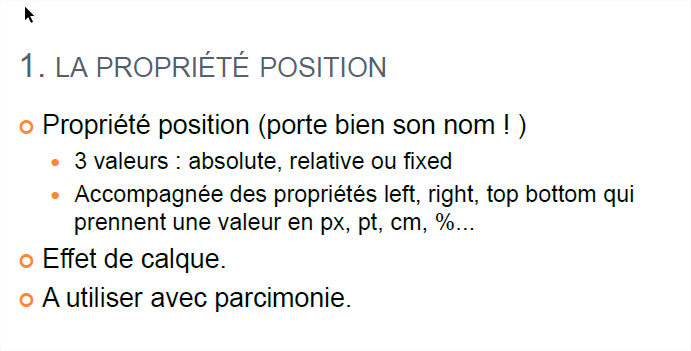 1. LA PROPRIÉTÉ POSITION
Propriété position (porte bien son nom ! )
3 valeurs : absolute, relative ou fixed
Accompagnée des propriétés left, right, top bottom qui
prennent une valeur en px, pt, cm, %...
Effet de calque.
A utiliser avec parcimonie.